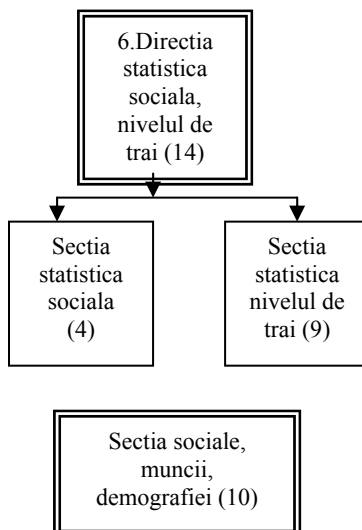 6.Directia
statistica
sociala,
nivelul de
trai (14)
Sectia
statistica
sociala
(4)
Sectia
statistica
nivelul de
trai (9)
Sectia sociale,
muncii,
demografiei (10)